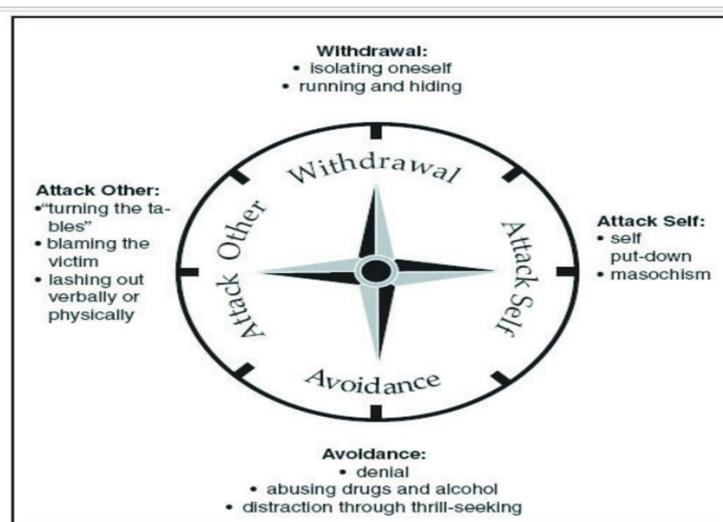 Withdrawal:
• isolating oneself
• running and hiding
Withdrawal
Attack Other:
•"turning the ta-
bles"
• blaming the
victim
• lashing out
verbally or
physically
Attack Other
Attack Self
Attack Self:
• self
put-down
• masochism
Avoidance
Avoidance:
• denial
• abusing drugs and alcohol
• distraction through thrill-seeking